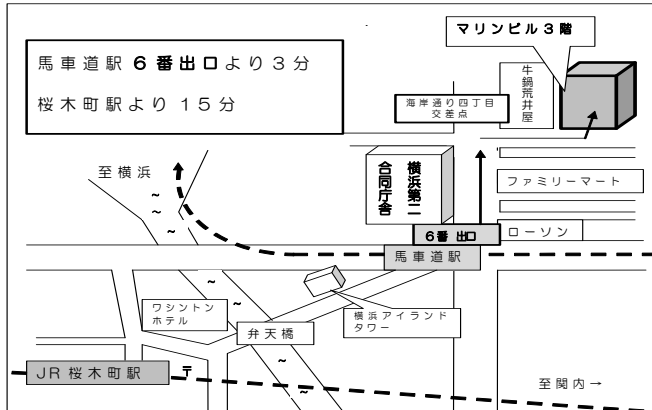 マリンビル３階
馬車道駅 ６番出口より３分
桜木町駅より 15分
牛鍋荒井屋
海岸通り四丁目
交差点
至横浜
横浜第二
合同庁舎
ファミリーマート
６番 出口
ローソン
馬車道駅
ワシントン
ホテル
弁天橋
横浜アイランド
タワー
JR 桜木町駅
〒
至関内→